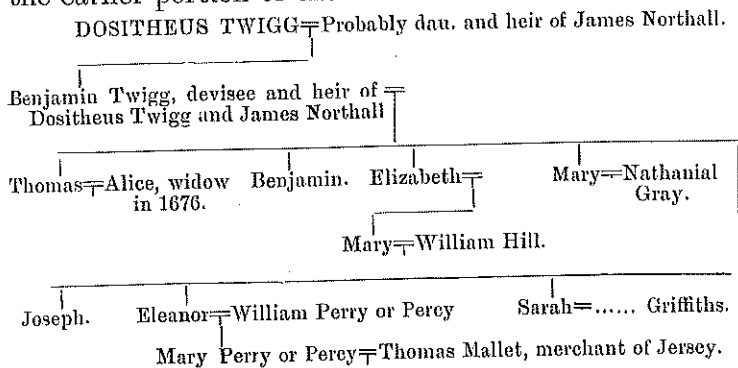 DOSITHEUS TWIGG=Probably dau. and heir of James Northall.
Benjamin Twigg, devisee and heir of =
Dositheus Twigg and James Northall
Thomas=Alice, widow Benjamin. Elizabeth= Mary=Nathanial
in 1676. Gray.
Mary=William Hill.
Joseph. Eleanor=William Perry or Percy Sarah=...... Griffiths.
Mary Perry or Percy=Thomas Mallet, merchant of Jersey.